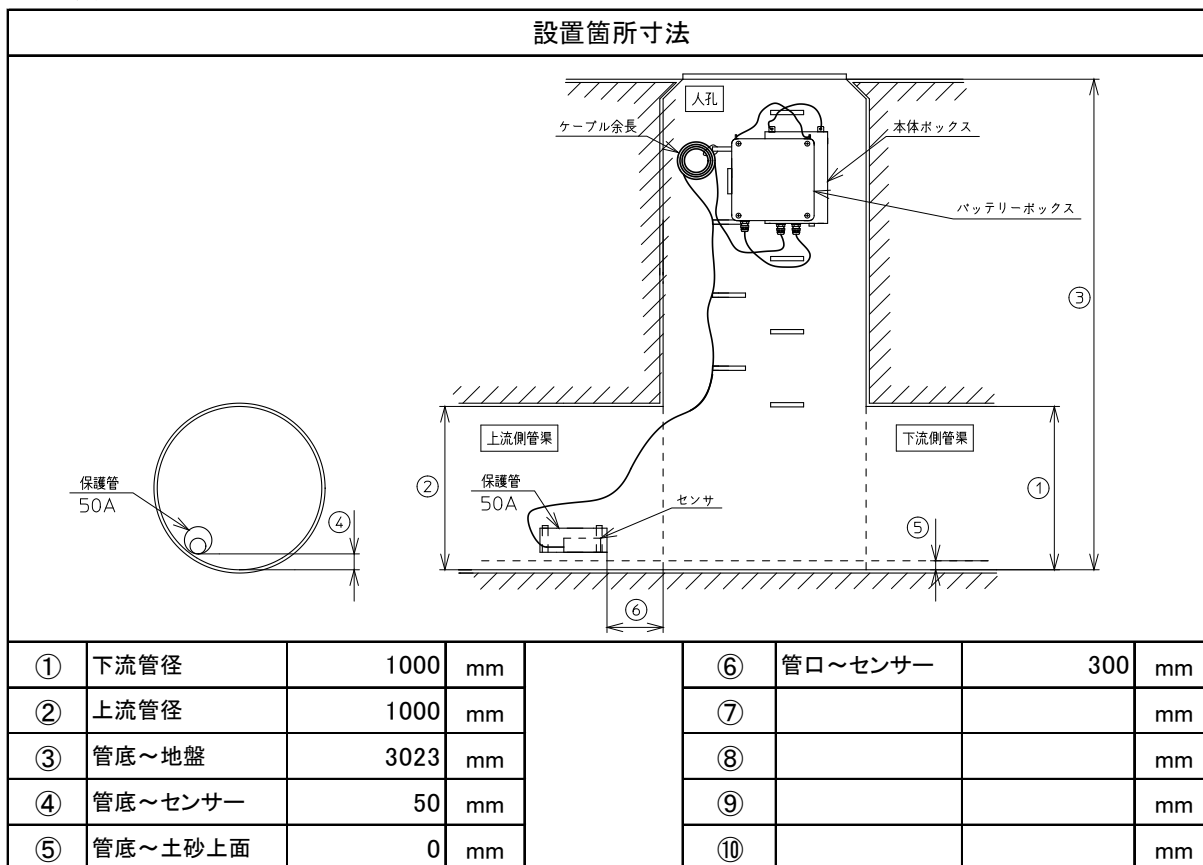 設置箇所寸法
人孔
ケーブル余長
本体ボックス
バッテリーボックス
③
上流側管渠
下流側管渠
保護管
50A
②
保護管
50A
センサ
①
④
⑤
⑥
① 下流管径 1000 mm ⑥ 管口～センサー 300 mm
② 上流管径 1000 mm ⑦ mm
③ 管底～地盤 3023 mm ⑧ mm
④ 管底～センサー 50 mm ⑨ mm
⑤ 管底～土砂上面 0 mm ⑩ mm